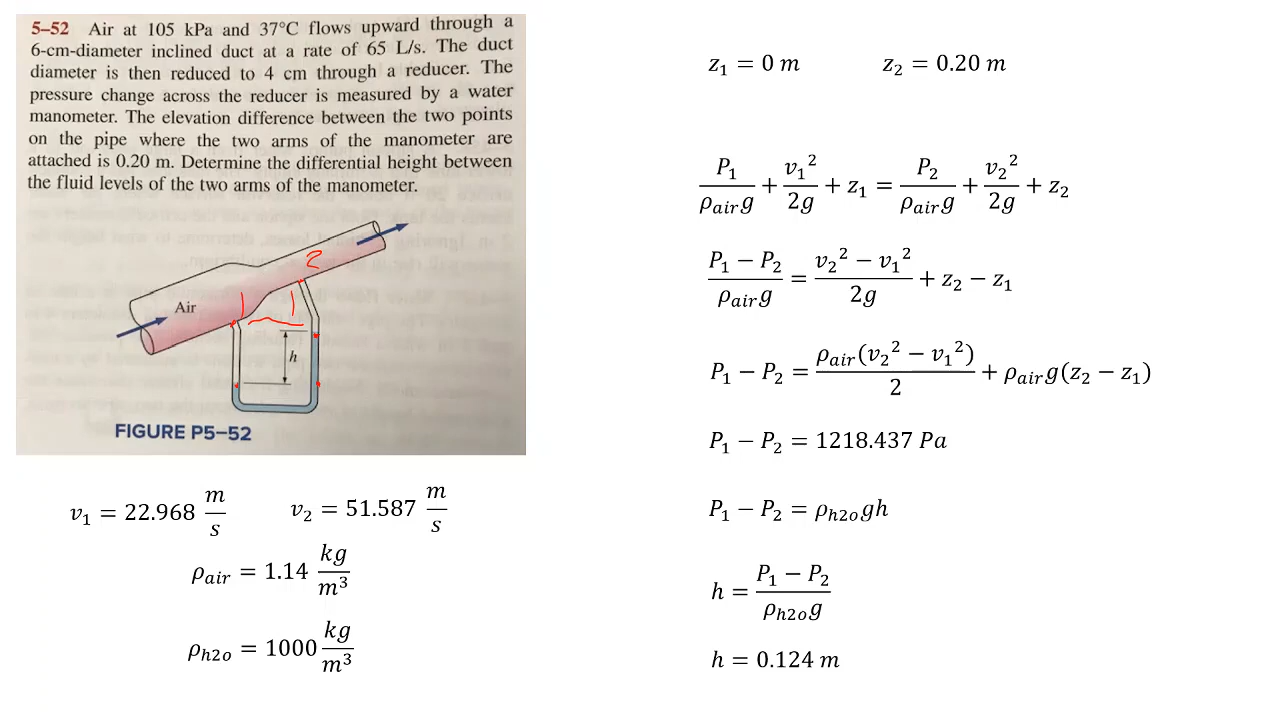 5–52 Air at 105 kPa and 37°C flows upward through a
6-cm-diameter inclined duct at a rate of 65 L/s. The duct
diameter is then reduced to 4 cm through a reducer. The
pressure change across the reducer is measured by a water
manometer. The elevation difference between the two points
on the pipe where the two arms of the manometer are
attached is 0.20 m. Determine the differential height between
the fluid levels of the two arms of the manometer.
2
1
Air
h
FIGURE P5–52
v₁ = 22.968 m/s v₂ = 51.587 m/s
ρ_air = 1.14 kg/m³
ρ_h2o = 1000 kg/m³
z₁ = 0 m z₂ = 0.20 m
P₁/(ρ_air g) + v₁²/2g + z₁ = P₂/(ρ_air g) + v₂²/2g + z₂
(P₁ − P₂)/(ρ_air g) = (v₂² − v₁²)/2g + z₂ − z₁
P₁ − P₂ = ρ_air(v₂² − v₁²)/2 + ρ_air g(z₂ − z₁)
P₁ − P₂ = 1218.437 Pa
P₁ − P₂ = ρ_h2o gh
h = (P₁ − P₂)/(ρ_h2o g)
h = 0.124 m